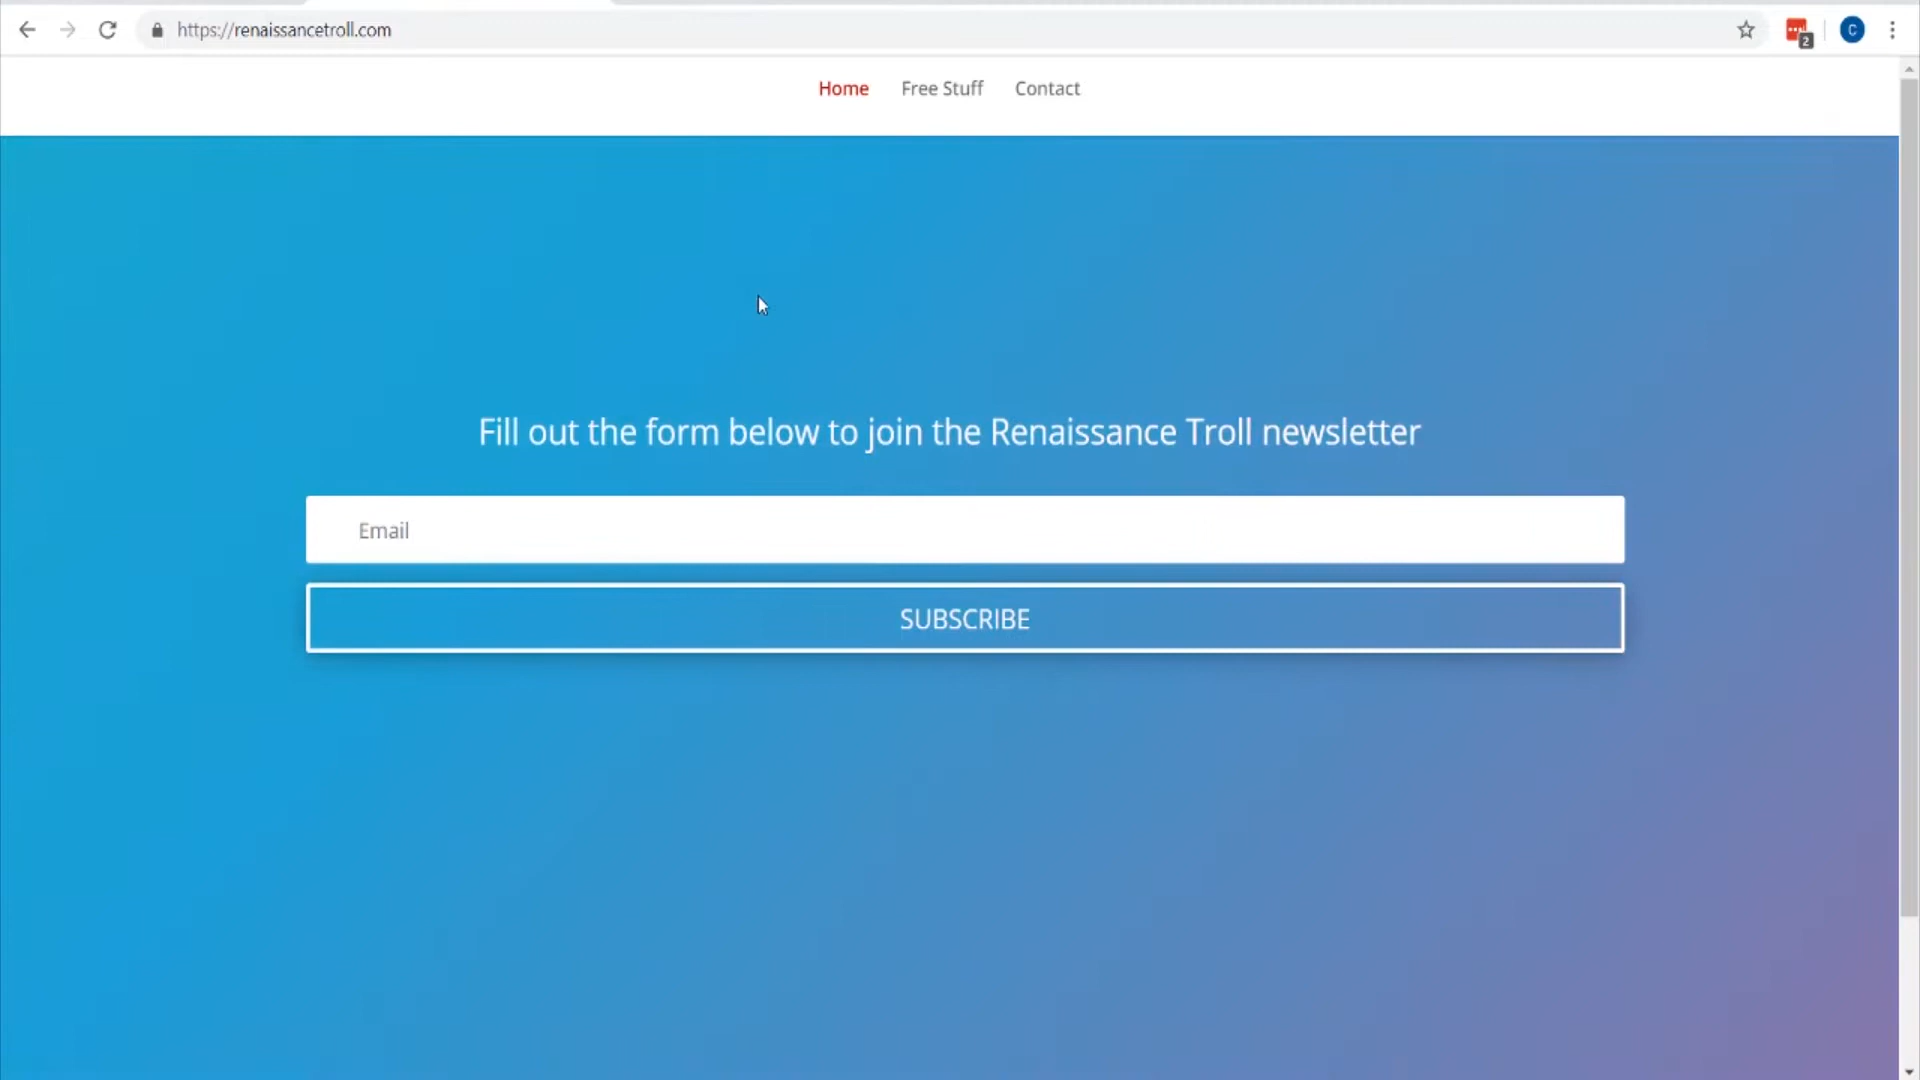 https://renaissancetroll.com
2
C
Home Free Stuff Contact
Fill out the form below to join the Renaissance Troll newsletter
Email
SUBSCRIBE